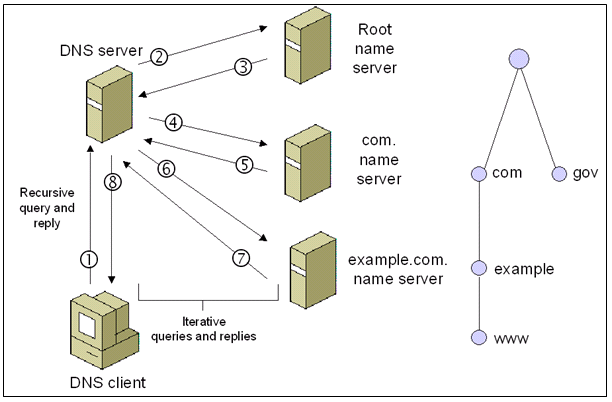 DNS server
②
③
Root
name
server
④
⑤
com.
name
server
⑥
⑦
example.com.
name server
Recursive
query and
reply
①
⑧
Iterative
queries and replies
DNS client
com
gov
example
www